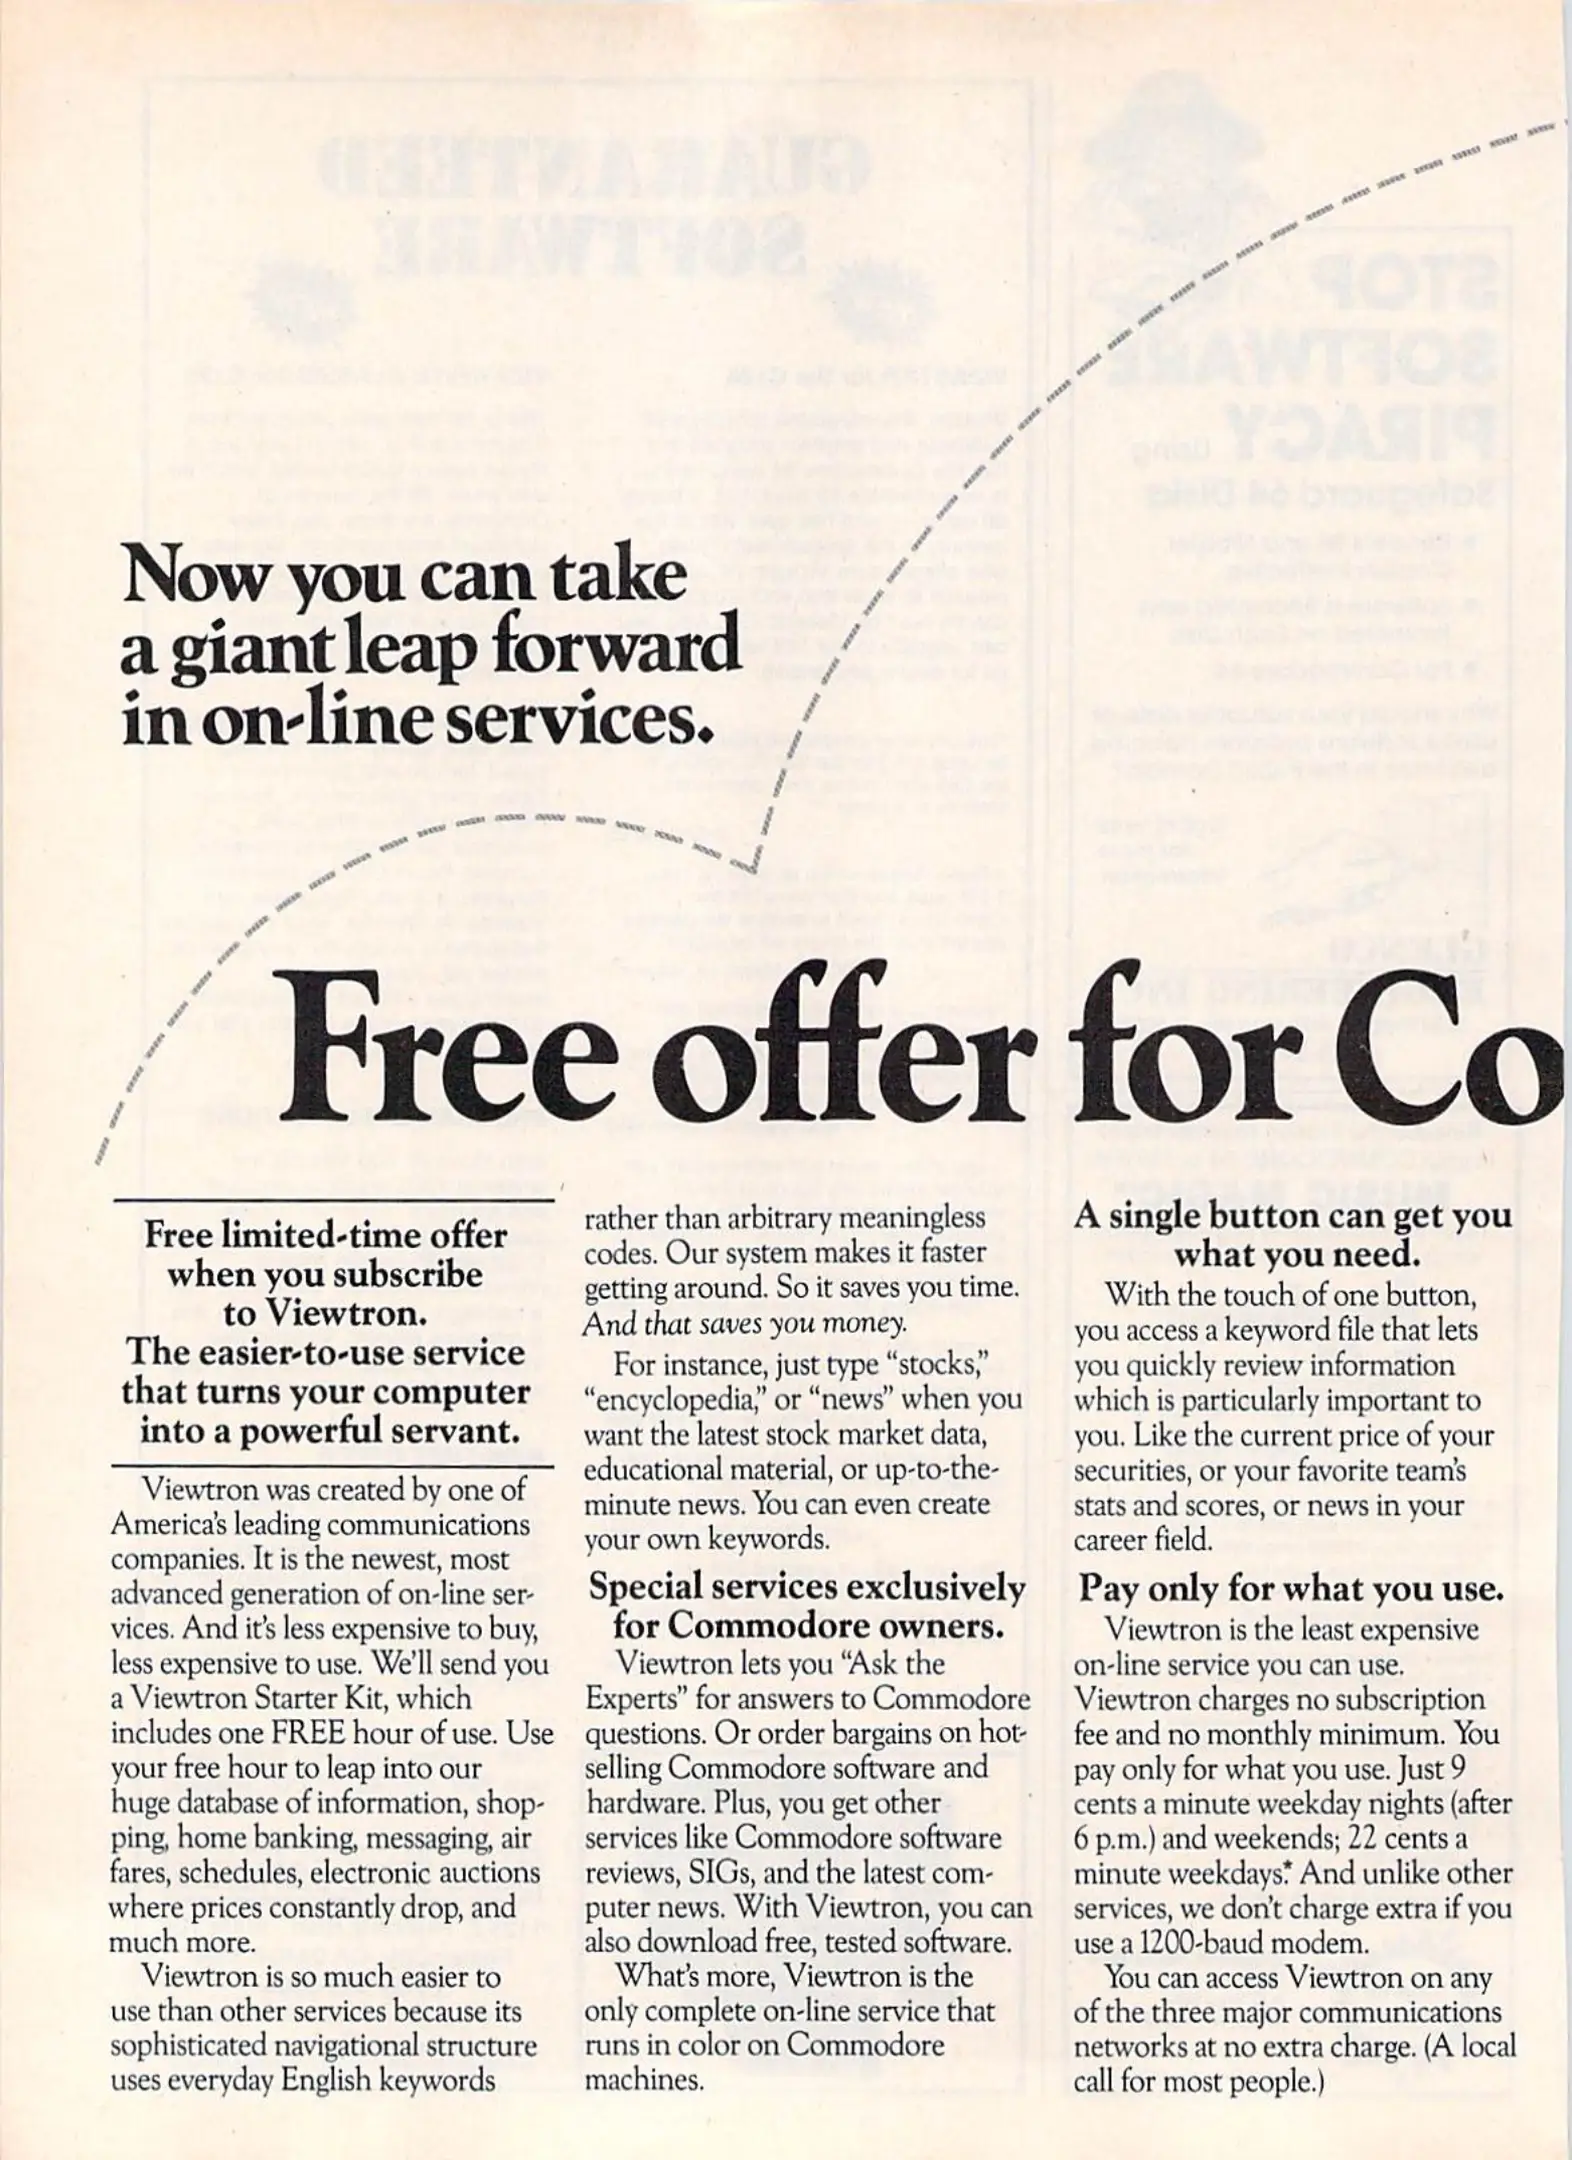 Now you can take
a giant leap forward
in on-line services.
Free offer for Co
Free limited-time offer
when you subscribe
to Viewtron.
The easier-to-use service
that turns your computer
into a powerful servant.
Viewtron was created by one of
America's leading communications
companies. It is the newest, most
advanced generation of on-line ser-
vices. And it's less expensive to buy,
less expensive to use. We'll send you
a Viewtron Starter Kit, which
includes one FREE hour of use. Use
your free hour to leap into our
huge database of information, shop-
ping, home banking, messaging, air
fares, schedules, electronic auctions
where prices constantly drop, and
much more.
Viewtron is so much easier to
use than other services because its
sophisticated navigational structure
uses everyday English keywords
rather than arbitrary meaningless
codes. Our system makes it faster
getting around. So it saves you time.
And that saves you money.
For instance, just type “stocks,”
“encyclopedia,” or “news” when you
want the latest stock market data,
educational material, or up-to-the-
minute news. You can even create
your own keywords.
Special services exclusively
for Commodore owners.
Viewtron lets you “Ask the
Experts” for answers to Commodore
questions. Or order bargains on hot-
selling Commodore software and
hardware. Plus, you get other
services like Commodore software
reviews, SIGs, and the latest com-
puter news. With Viewtron, you can
also download free, tested software.
What's more, Viewtron is the
only complete on-line service that
runs in color on Commodore
machines.
A single button can get you
what you need.
With the touch of one button,
you access a keyword file that lets
you quickly review information
which is particularly important to
you. Like the current price of your
securities, or your favorite team's
stats and scores, or news in your
career field.
Pay only for what you use.
Viewtron is the least expensive
on-line service you can use.
Viewtron charges no subscription
fee and no monthly minimum. You
pay only for what you use. Just 9
cents a minute weekday nights (after
6 p.m.) and weekends; 22 cents a
minute weekdays.* And unlike other
services, we don't charge extra if you
use a 1200-baud modem.
You can access Viewtron on any
of the three major communications
networks at no extra charge. (A local
call for most people.)